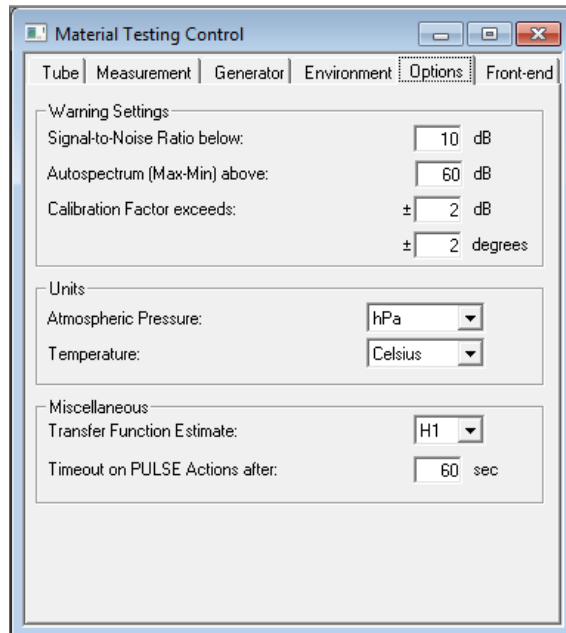 Material Testing Control
Tube Measurement Generator Environment Options Front-end
Warning Settings
Signal-to-Noise Ratio below: 10 dB
Autospectrum (Max-Min) above: 60 dB
Calibration Factor exceeds: ± 2 dB
± 2 degrees
Units
Atmospheric Pressure: hPa
Temperature: Celsius
Miscellaneous
Transfer Function Estimate: H1
Timeout on PULSE Actions after: 60 sec